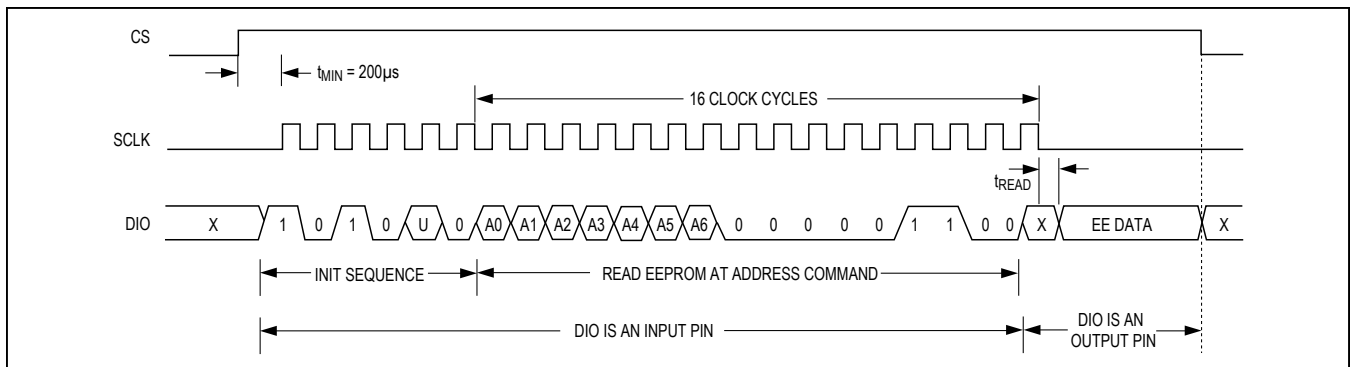 CS
tMIN = 200µs
16 CLOCK CYCLES
SCLK
tREAD
DIO X 1 0 1 0 U 0 A0 A1 A2 A3 A4 A5 A6 0 0 0 0 0 1 1 0 0 X EE DATA X
INIT SEQUENCE READ EEPROM AT ADDRESS COMMAND
DIO IS AN INPUT PIN
DIO IS AN
OUTPUT PIN